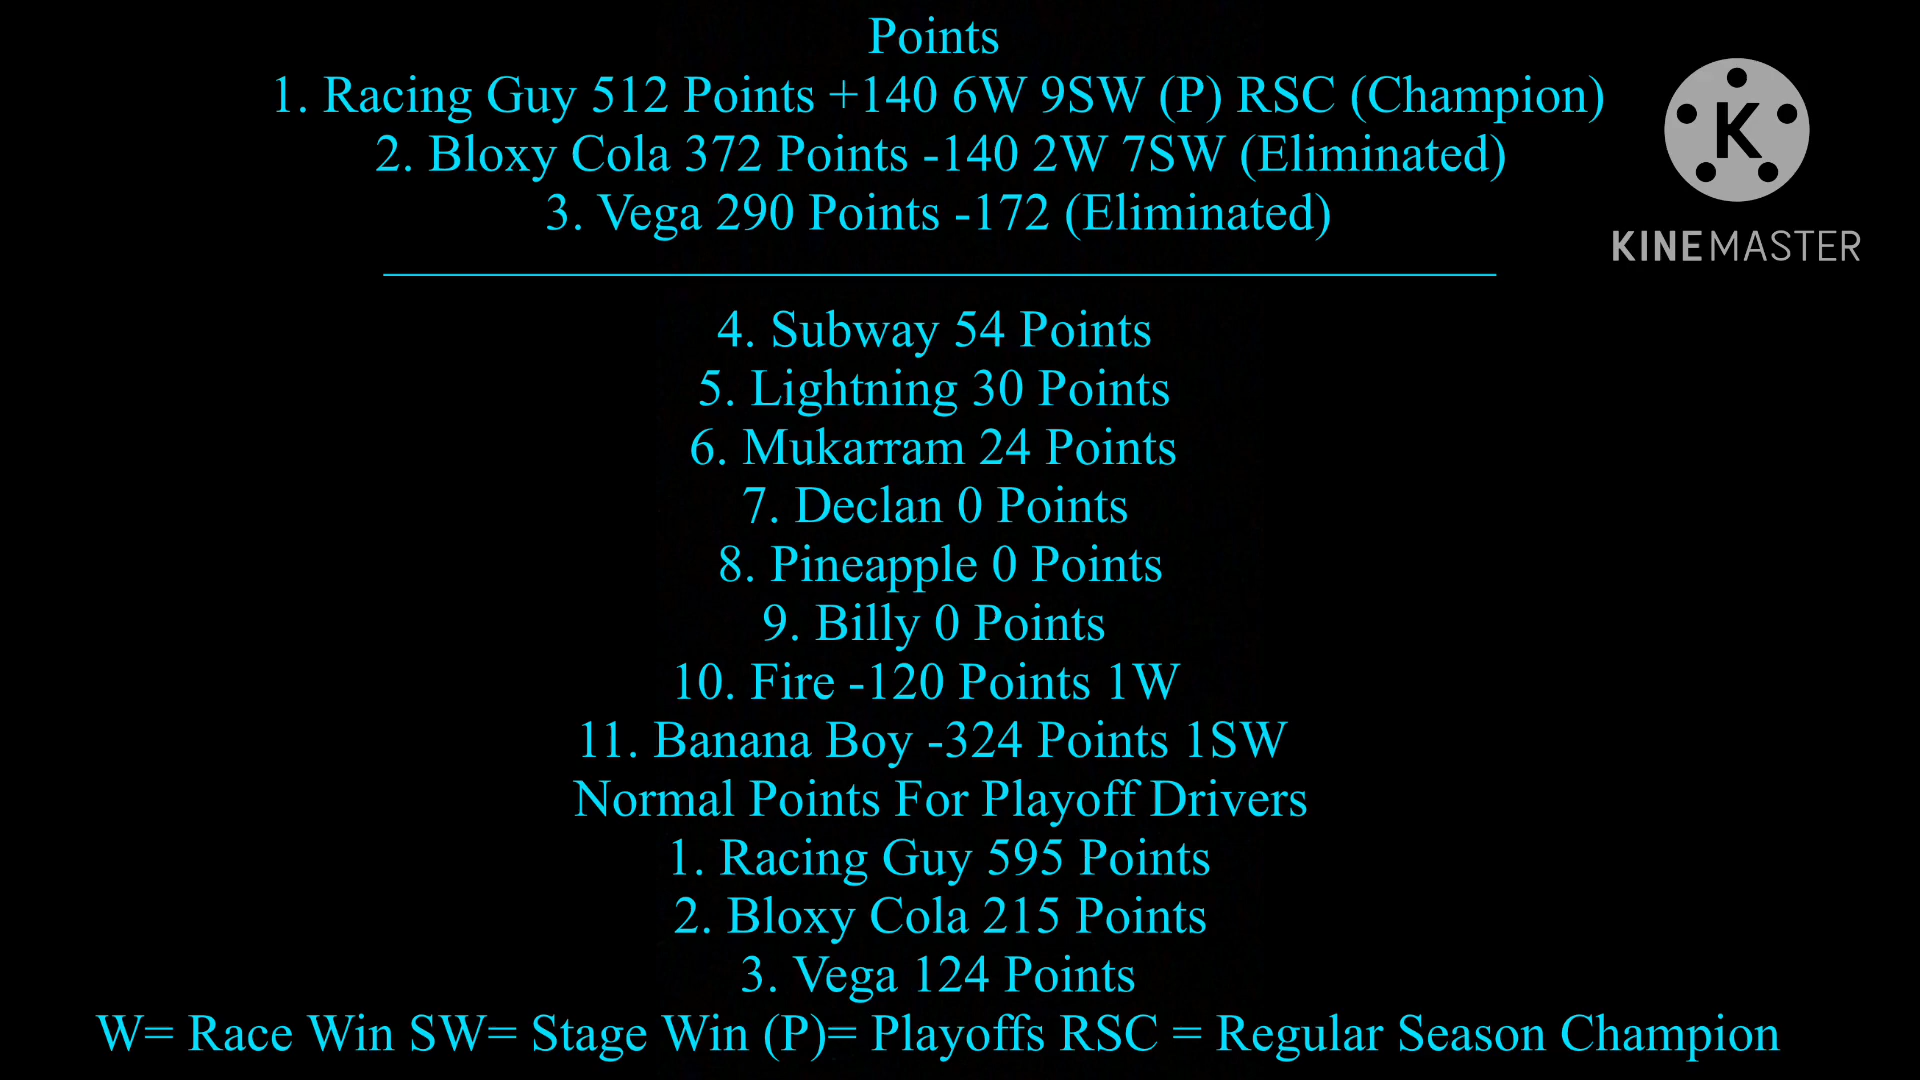 Points
1. Racing Guy 512 Points +140 6W 9SW (P) RSC (Champion)
2. Bloxy Cola 372 Points -140 2W 7SW (Eliminated)
3. Vega 290 Points -172 (Eliminated)
K
KINEMASTER
4. Subway 54 Points
5. Lightning 30 Points
6. Mukarram 24 Points
7. Declan 0 Points
8. Pineapple 0 Points
9. Billy 0 Points
10. Fire -120 Points 1W
11. Banana Boy -324 Points 1SW
Normal Points For Playoff Drivers
1. Racing Guy 595 Points
2. Bloxy Cola 215 Points
3. Vega 124 Points
W= Race Win SW= Stage Win (P)= Playoffs RSC = Regular Season Champion